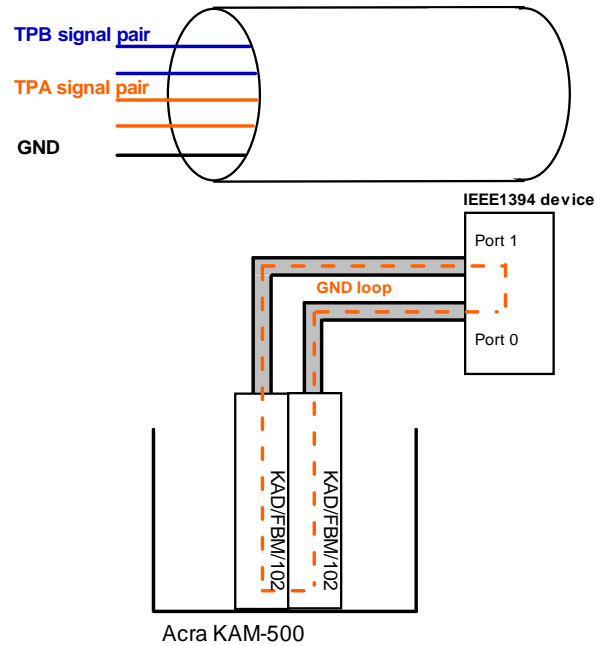 TPB signal pair
TPA signal pair
GND
IEEE1394 device
Port 1
GND loop
Port 0
KAD/FBM/102
KAD/FBM/102
Acra KAM-500